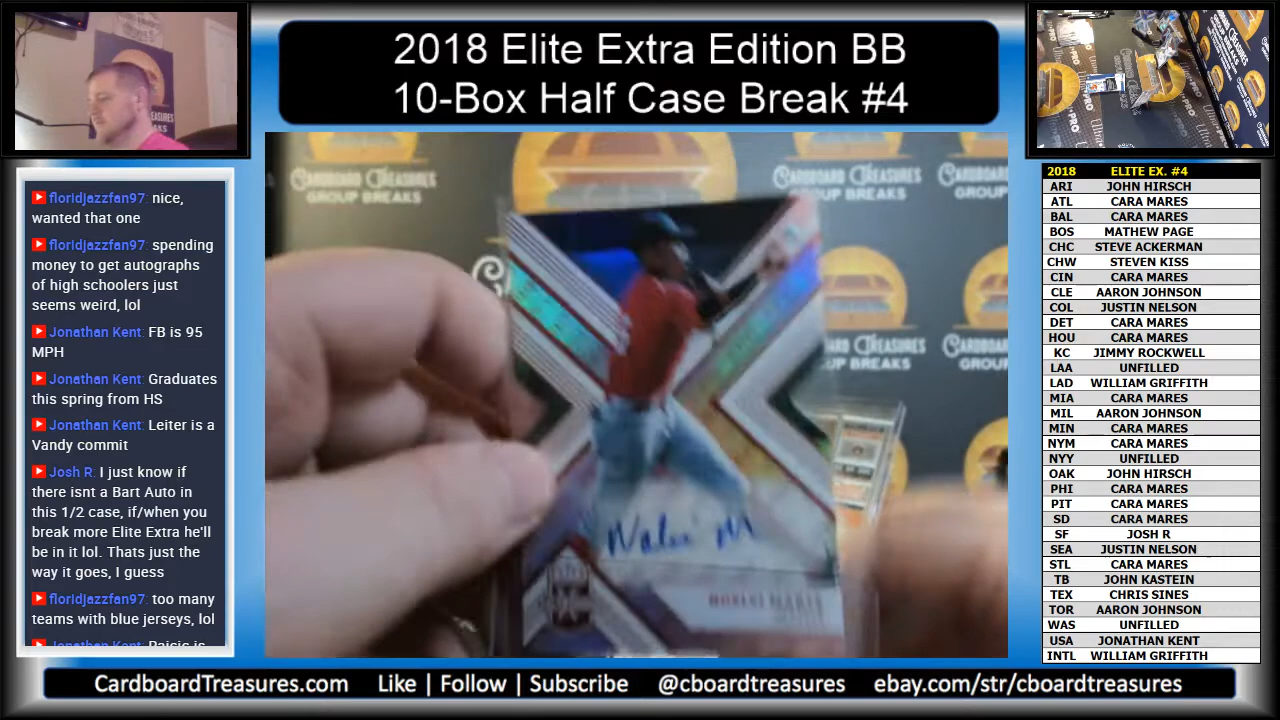 2018 Elite Extra Edition BB
10-Box Half Case Break #4
floridjazzfan97: nice,
wanted that one
floridjazzfan97: spending
money to get autographs
of high schoolers just
seems weird, lol
Jonathan Kent: FB is 95
MPH
Jonathan Kent: Graduates
this spring from HS
Jonathan Kent: Leiter is a
Vandy commit
Josh R: I just know if
there isnt a Bart Auto in
this 1/2 case, if/when you
break more Elite Extra he'll
be in it lol. Thats just the
way it goes, I guess
floridjazzfan97: too many
teams with blue jerseys, lol
CARDBOARD TREASURES
GROUP BREAKS
2018 ELITE EX. #4
ARI JOHN HIRSCH
ATL CARA MARES
BAL CARA MARES
BOS MATHEW PAGE
CHC STEVE ACKERMAN
CHW STEVEN KISS
CIN CARA MARES
CLE AARON JOHNSON
COL JUSTIN NELSON
DET CARA MARES
HOU CARA MARES
KC JIMMY ROCKWELL
LAA UNFILLED
LAD WILLIAM GRIFFITH
MIA CARA MARES
MIL AARON JOHNSON
MIN CARA MARES
NYM CARA MARES
NYY UNFILLED
OAK JOHN HIRSCH
PHI CARA MARES
PIT CARA MARES
SD CARA MARES
SF JOSH R
SEA JUSTIN NELSON
STL CARA MARES
TB JOHN KASTEIN
TEX CHRIS SINES
TOR AARON JOHNSON
WAS UNFILLED
USA JONATHAN KENT
INTL WILLIAM GRIFFITH
CardboardTreasures.com Like | Follow | Subscribe @cboardtreasures ebay.com/str/cboardtreasures